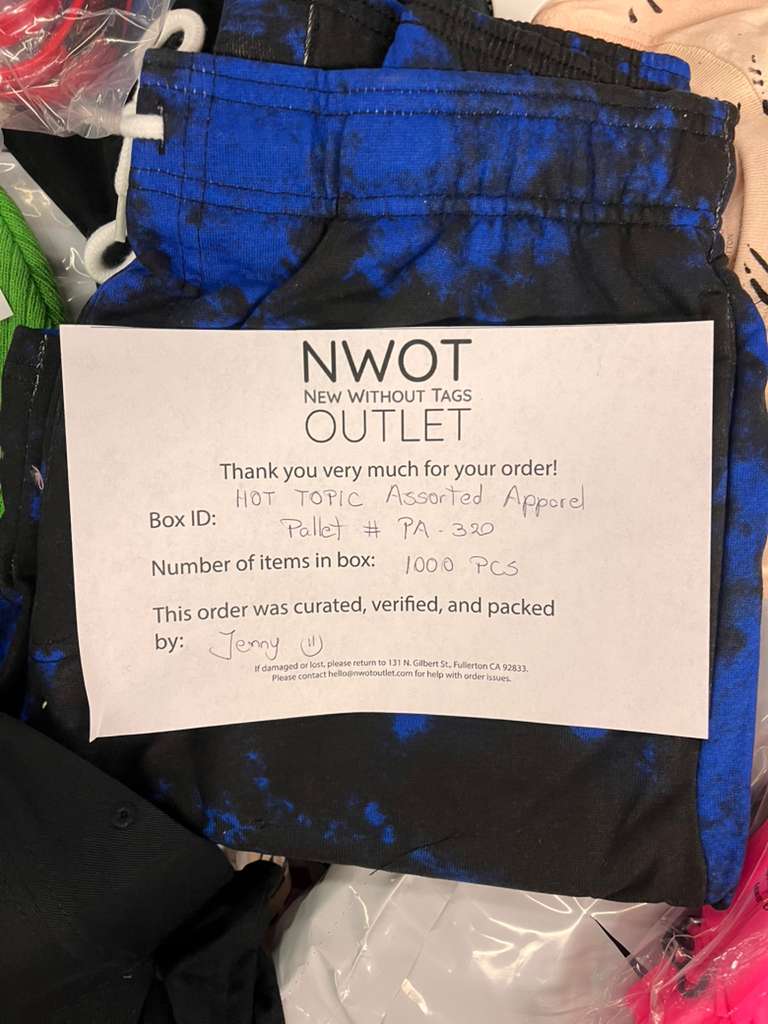 NWOT
NEW WITHOUT TAGS
OUTLET
Thank you very much for your order!
Box ID: HOT TOPIC Assorted Apparel
Pallet # PA-320
Number of items in box: 1000 PCS
This order was curated, verified, and packed
by: Jenny
If damaged or lost, please return to 131 N. Gilbert St., Fullerton CA 92833.
Please contact hello@nwotoutlet.com for help with order issues.